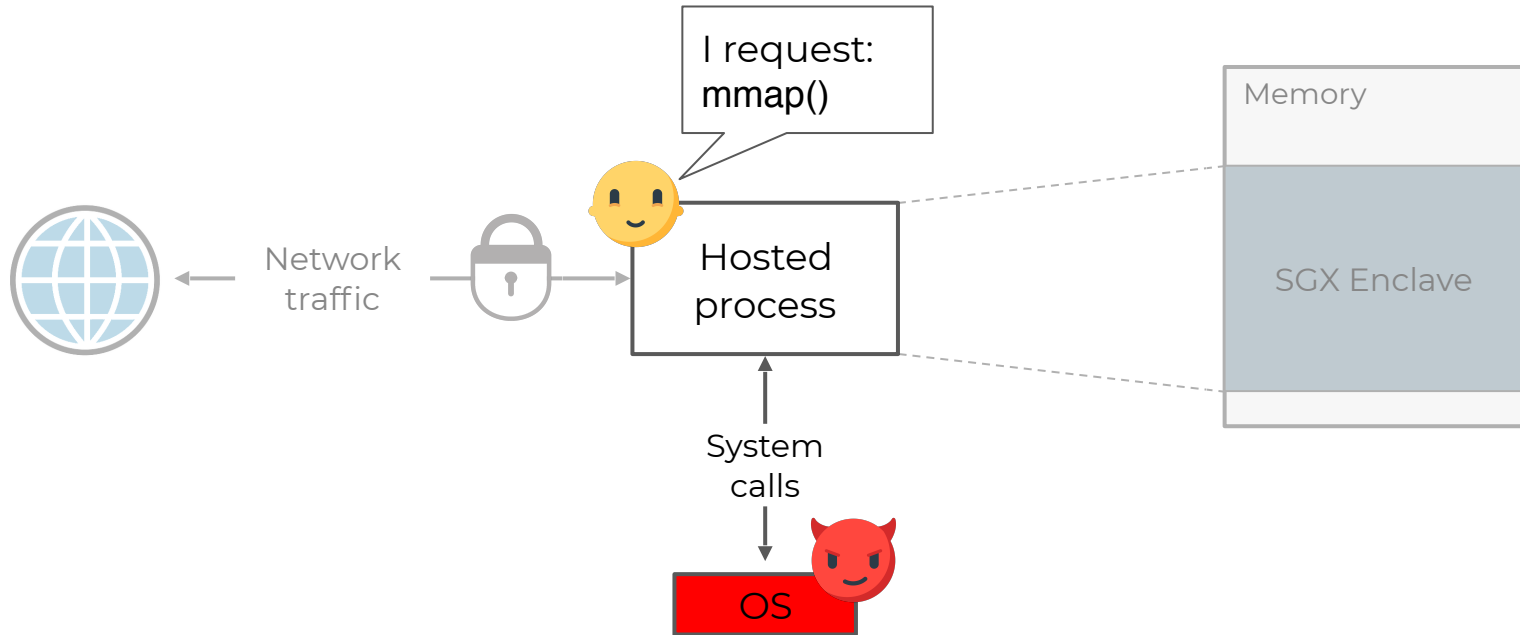 I request:
mmap()
Memory
Network
traffic
Hosted
process
SGX Enclave
System
calls
OS